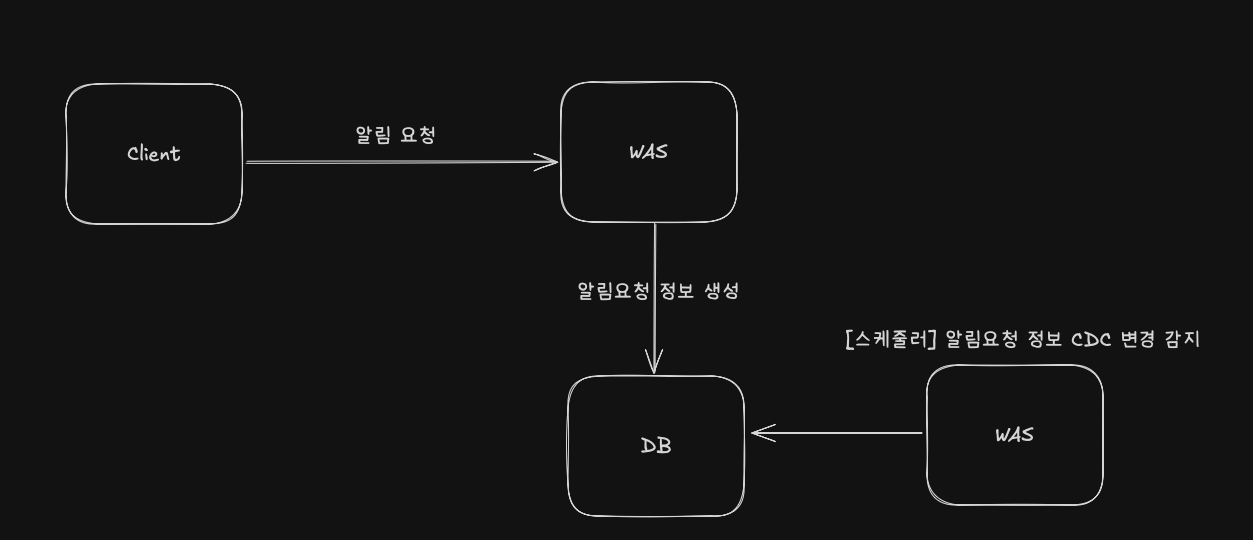 Client
알림 요청
WAS
알림요청 정보 생성
[스케줄러] 알림요청 정보 CDC 변경 감지
DB
WAS